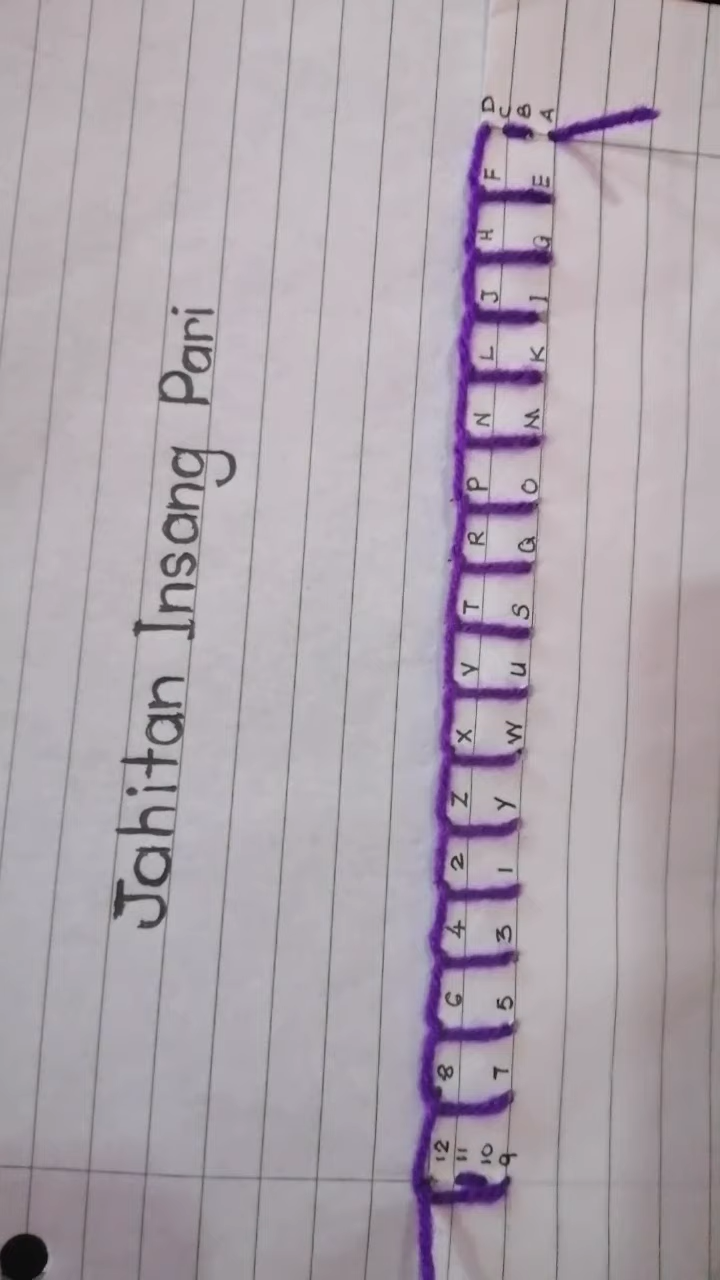 Jahitan Insang Pari
12 8 6 4 2 Z X V T R P N L J H F D
11 C
10 B
9 7 5 3 1 Y W U S Q O M K I G E A